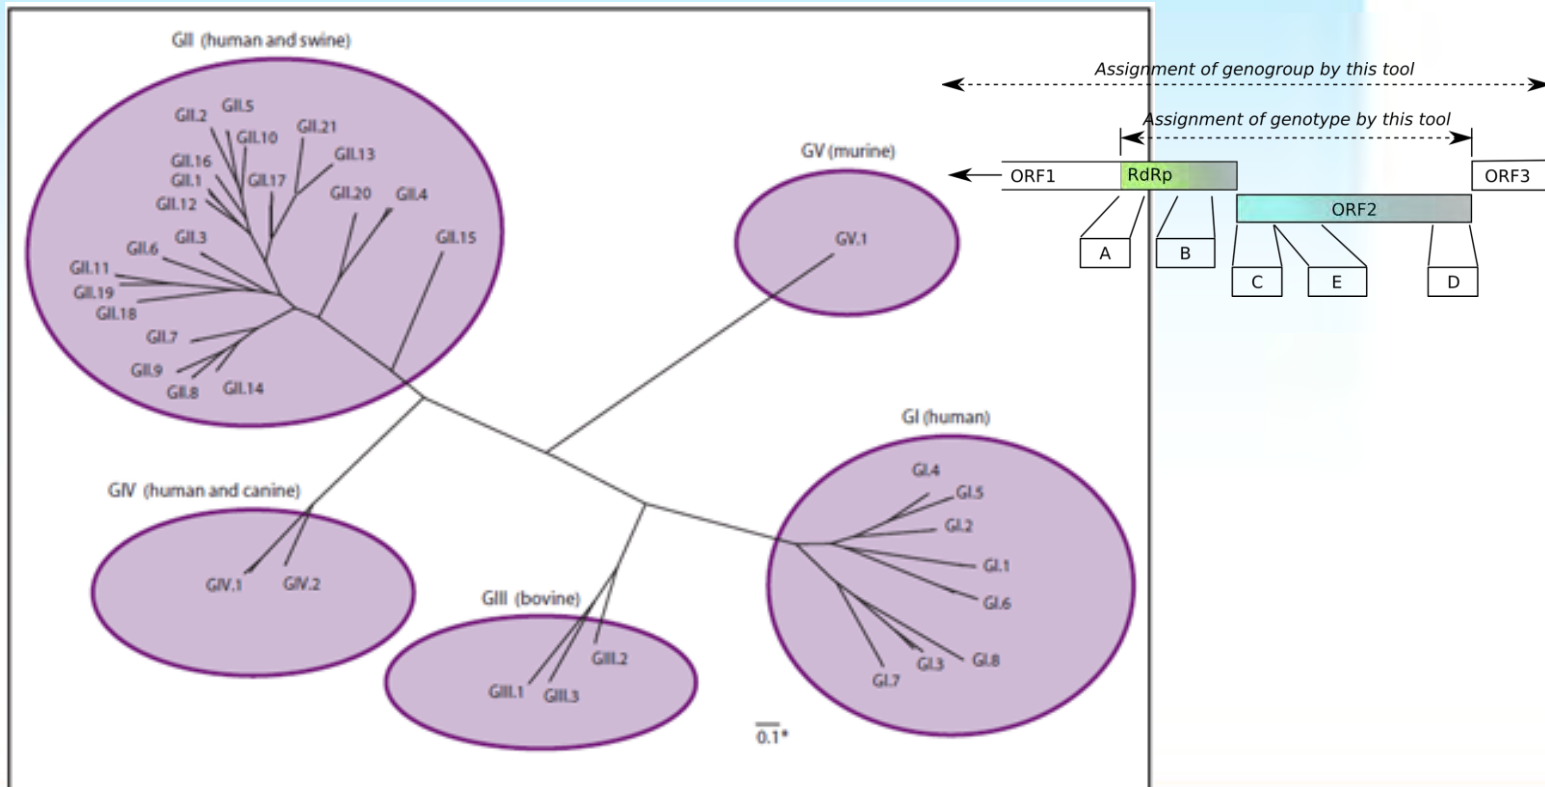 GII (human and swine)
GII.2
GII.5
GII.10
GII.21
GII.16
GII.13
GII.1
GII.17
GII.12
GII.20
GII.4
GII.3
GII.6
GII.15
GII.11
GII.19
GII.18
GII.7
GII.9
GII.8
GII.14
GV (murine)
GV.1
GI (human)
GI.4
GI.5
GI.2
GI.1
GI.6
GI.3
GI.8
GI.7
GIV (human and canine)
GIV.1
GIV.2
GIII (bovine)
GIII.2
GIII.1
GIII.3
0.1*
Assignment of genogroup by this tool
Assignment of genotype by this tool
ORF1
RdRp
ORF3
ORF2
A
B
C
E
D